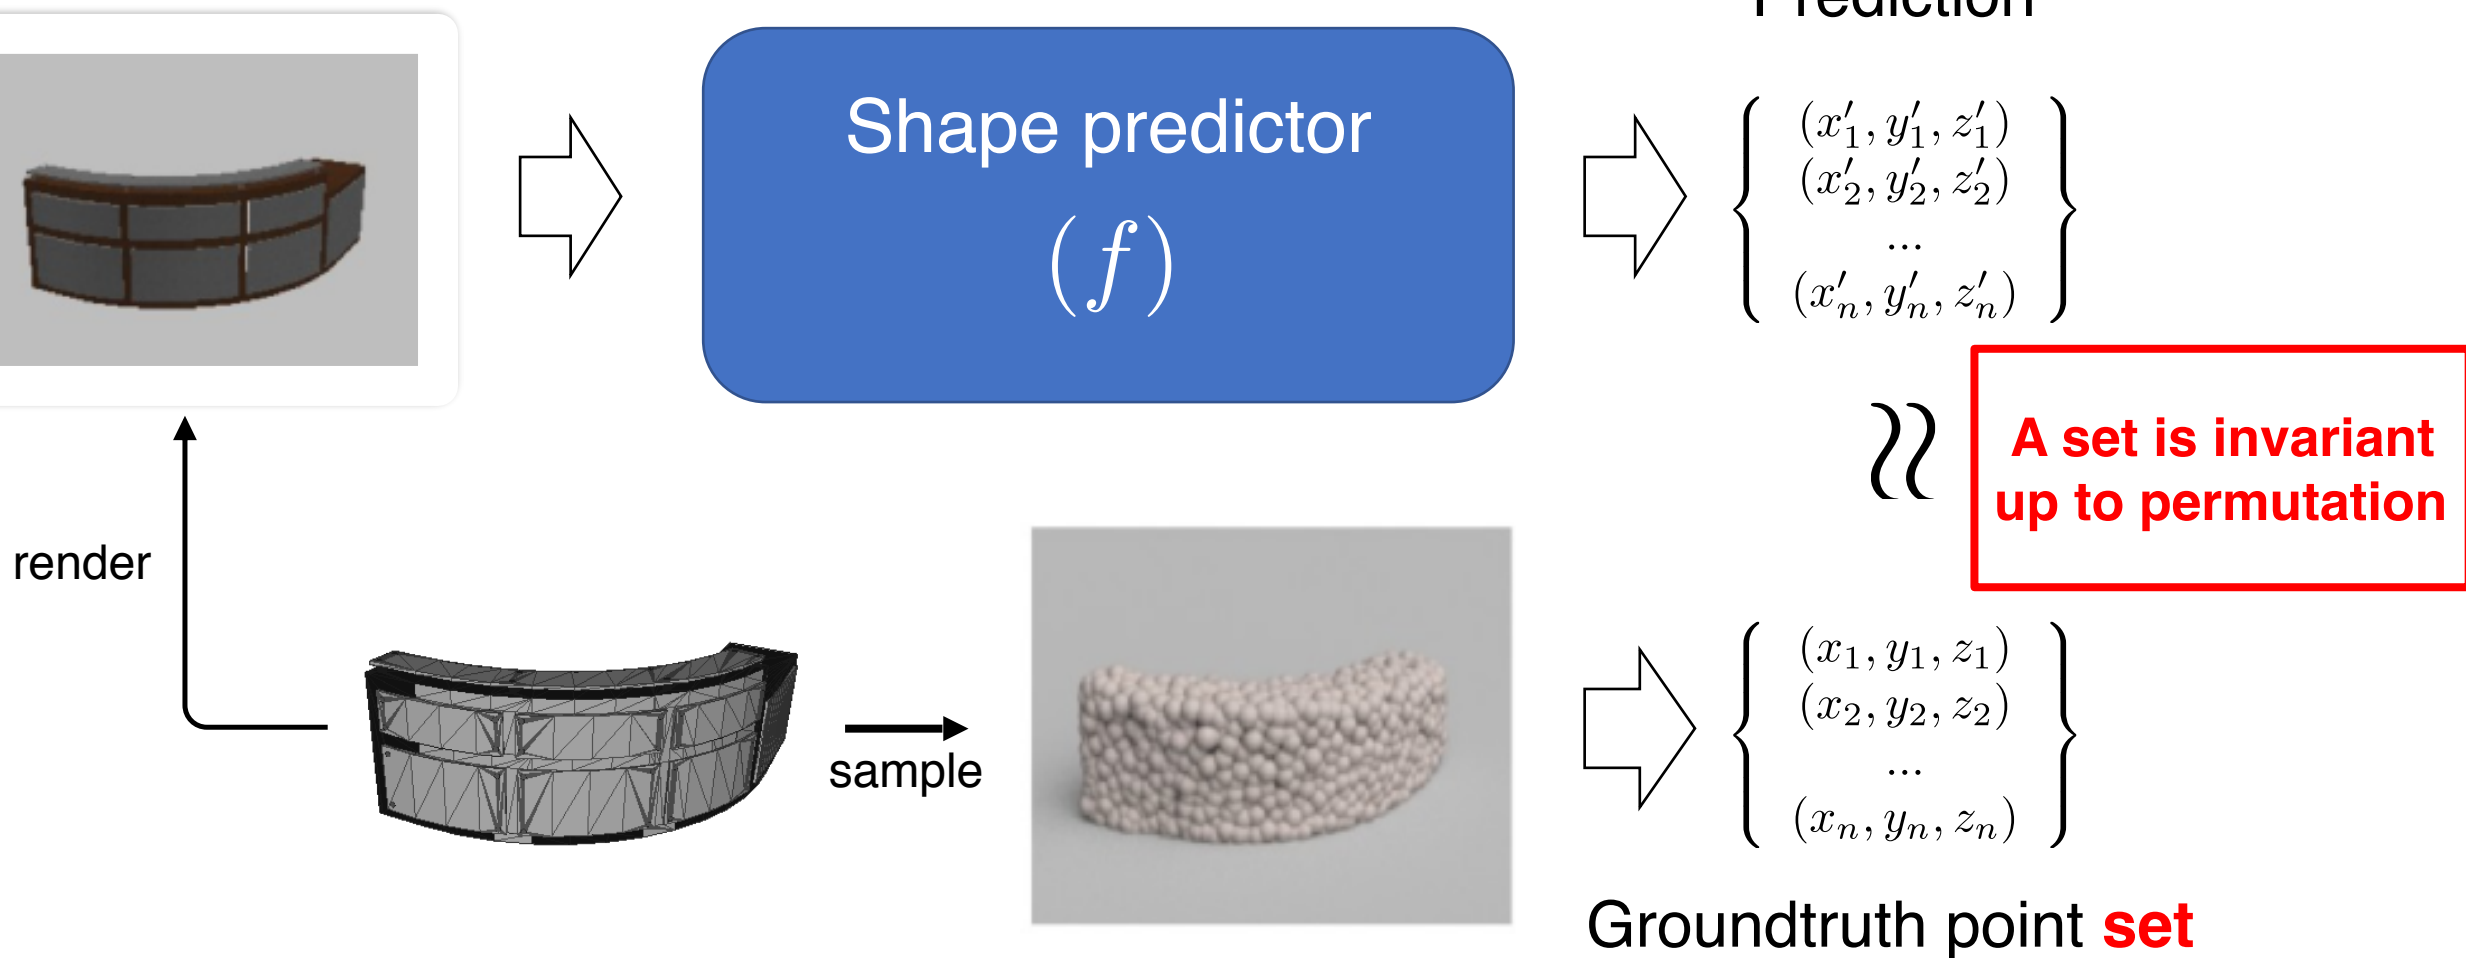 Prediction
Shape predictor
(f)
(x′₁, y′₁, z′₁)
(x′₂, y′₂, z′₂)
...
(x′ₙ, y′ₙ, z′ₙ)
≈
A set is invariant
up to permutation
render
sample
(x₁, y₁, z₁)
(x₂, y₂, z₂)
...
(xₙ, yₙ, zₙ)
Groundtruth point set